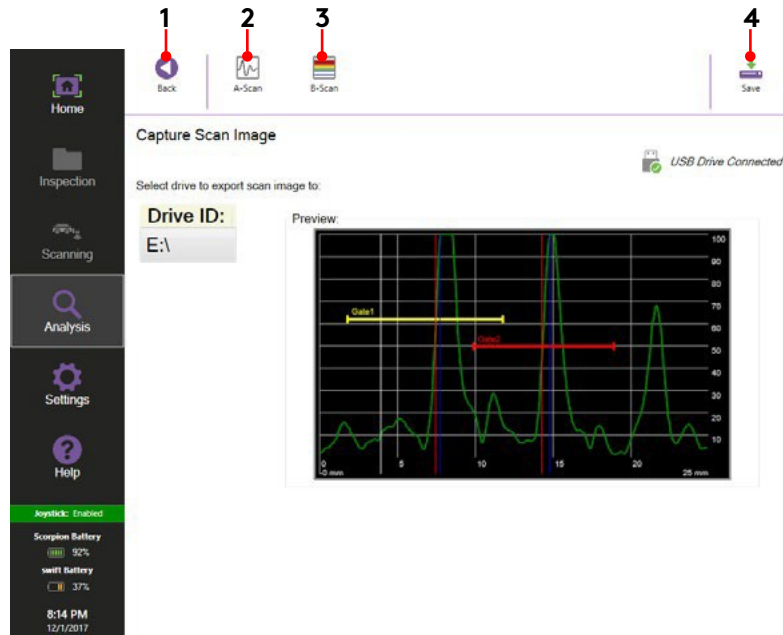 1 2 3 4
Back A-Scan B-Scan Save
Home
Inspection
Scanning
Analysis
Settings
Help
Joystick: Enabled
Scorpion Battery
92%
swift Battery
37%
8:14 PM
12/1/2017
Capture Scan Image
USB Drive Connected
Select drive to export scan image to:
Drive ID:
E:\
Preview:
100
90
80
70
60
50
40
30
20
10
Gate1
Gate2
0 5 10 15 20
0 mm 25 mm